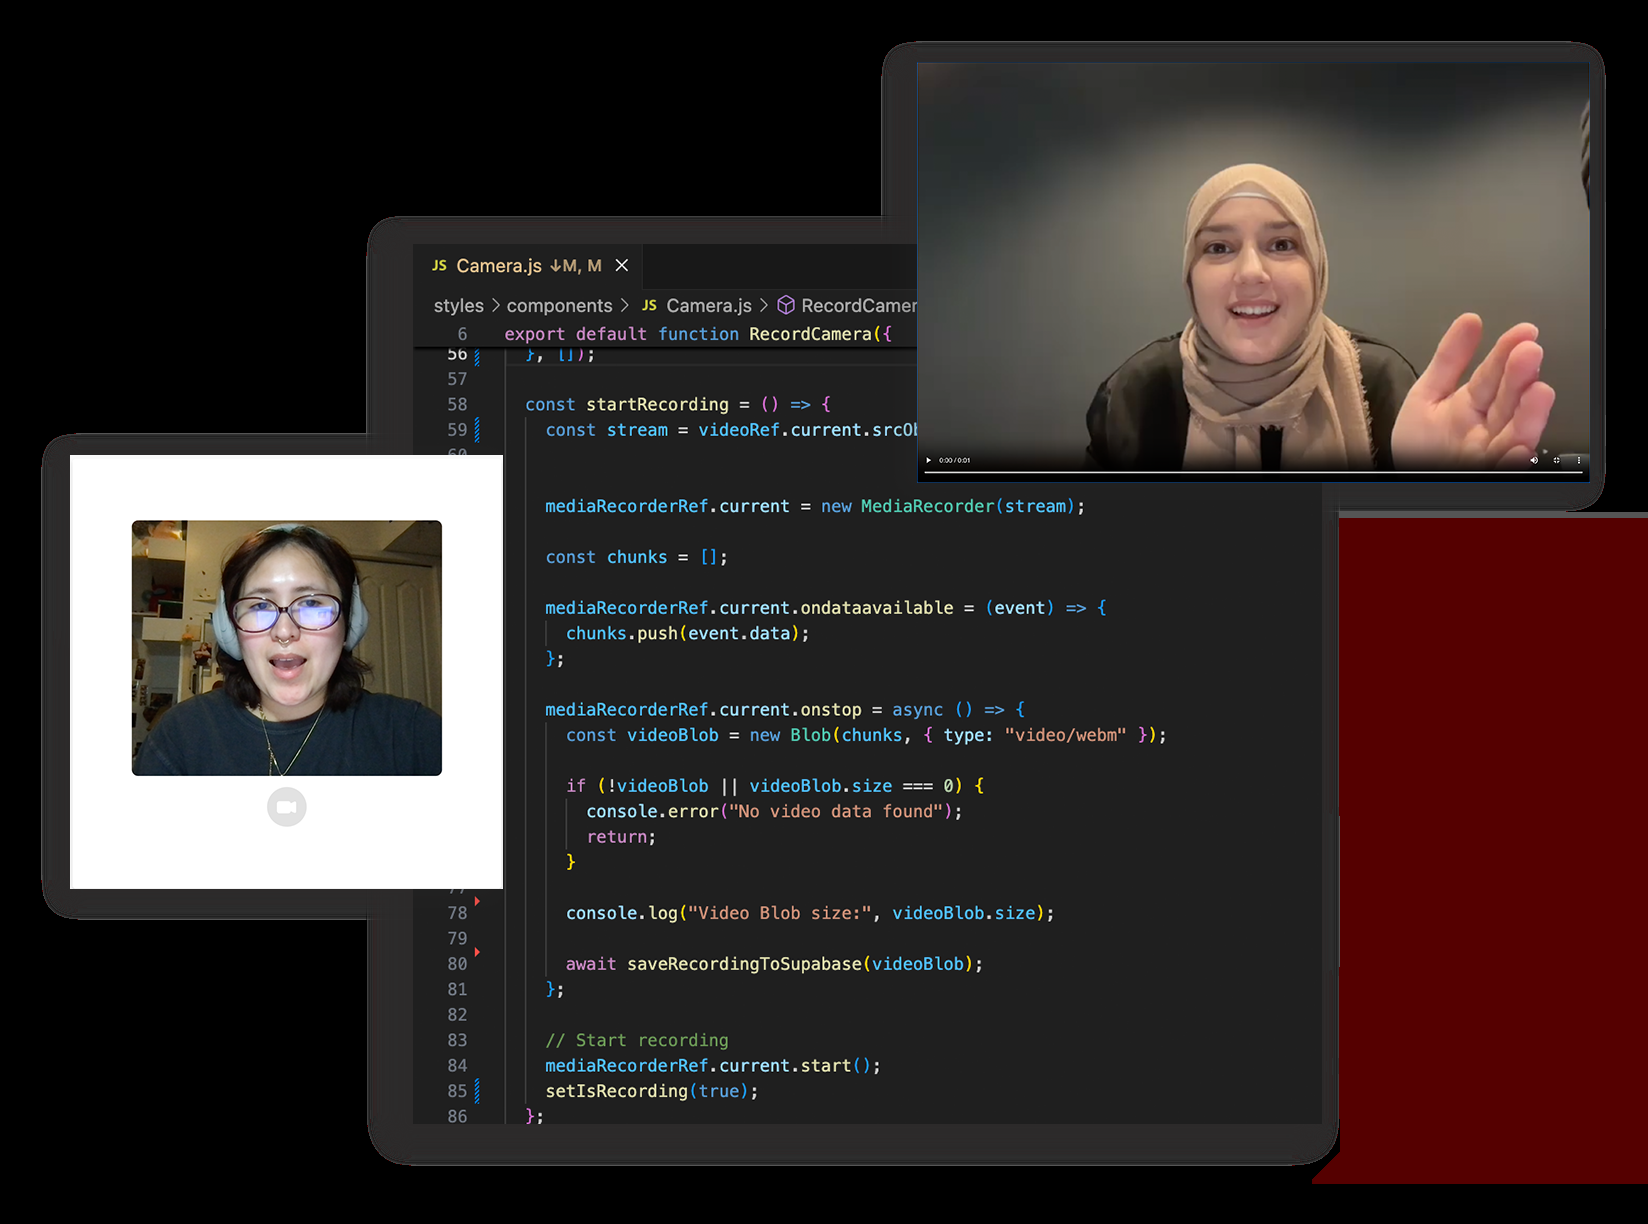 JS Camera.js ↓M, M ×
styles > components > JS Camera.js > RecordCamer
6 export default function RecordCamera({
56 }, []);
57
58 const startRecording = () => {
59 const stream = videoRef.current.srcOb
60
mediaRecorderRef.current = new MediaRecorder(stream);
const chunks = [];
mediaRecorderRef.current.ondataavailable = (event) => {
chunks.push(event.data);
};
mediaRecorderRef.current.onstop = async () => {
const videoBlob = new Blob(chunks, { type: "video/webm" });
if (!videoBlob || videoBlob.size === 0) {
console.error("No video data found");
return;
}
77
78 console.log("Video Blob size:", videoBlob.size);
79
80 await saveRecordingToSupabase(videoBlob);
81 };
82
83 // Start recording
84 mediaRecorderRef.current.start();
85 setIsRecording(true);
86 };
0:00 / 0:01